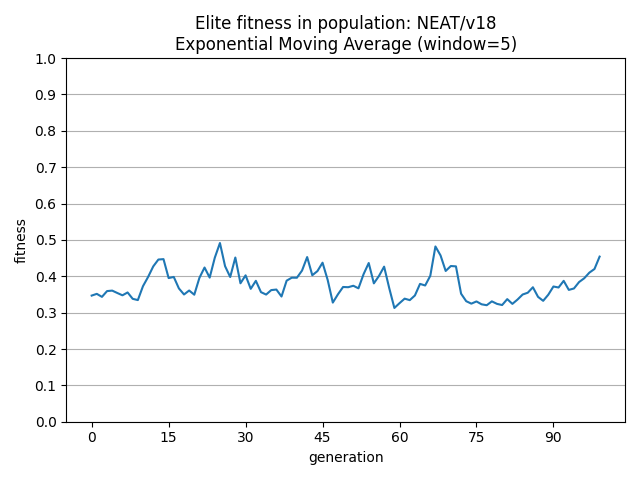 Elite fitness in population: NEAT/v18
Exponential Moving Average (window=5)
1.0
0.9
0.8
0.7
0.6
0.5
0.4
0.3
0.2
0.1
0.0
fitness
0 15 30 45 60 75 90
generation